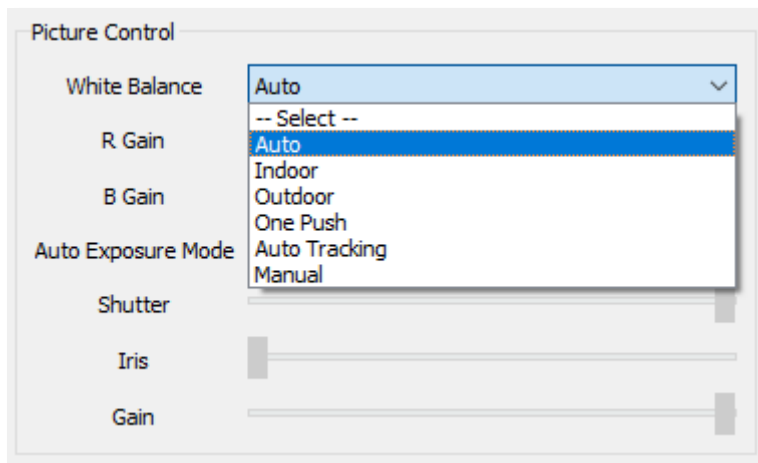 Picture Control
White Balance
Auto
-- Select --
Auto
R Gain
Indoor
B Gain
Outdoor
One Push
Auto Exposure Mode
Auto Tracking
Manual
Shutter
Iris
Gain